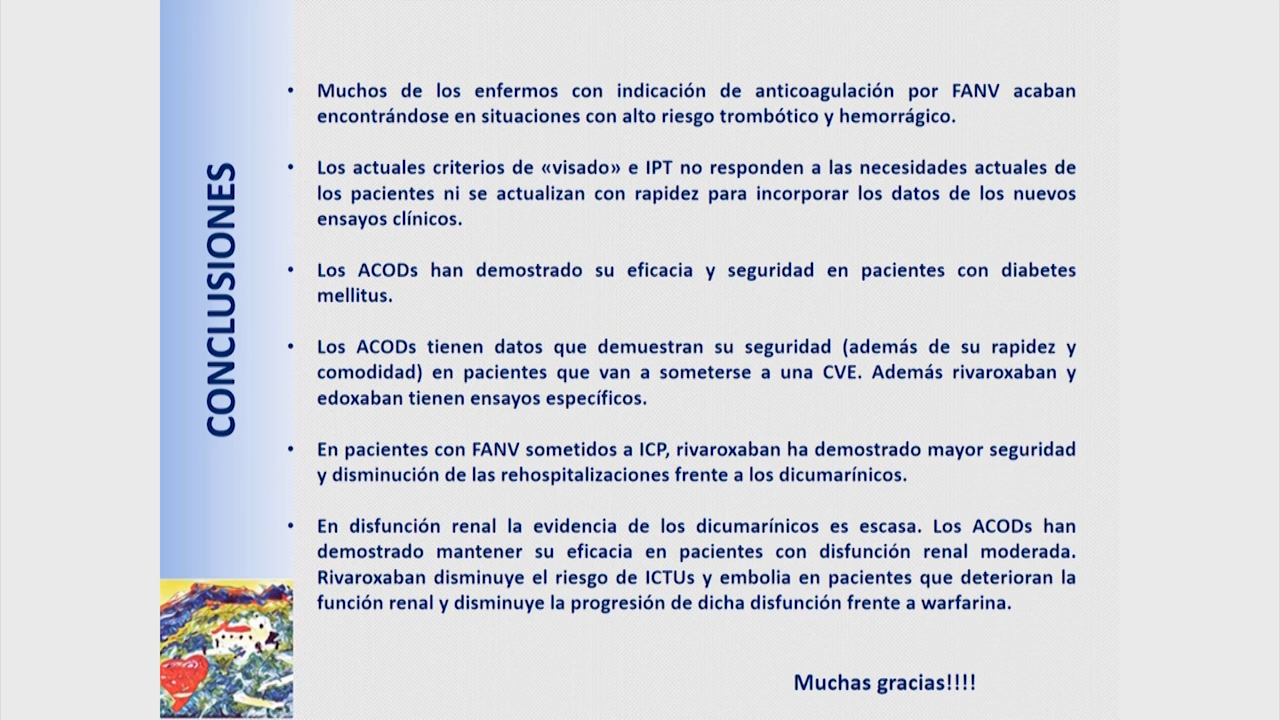 CONCLUSIONES
• Muchos de los enfermos con indicación de anticoagulación por FANV acaban
encontrándose en situaciones con alto riesgo trombótico y hemorrágico.
• Los actuales criterios de «visado» e IPT no responden a las necesidades actuales de
los pacientes ni se actualizan con rapidez para incorporar los datos de los nuevos
ensayos clínicos.
• Los ACODs han demostrado su eficacia y seguridad en pacientes con diabetes
mellitus.
• Los ACODs tienen datos que demuestran su seguridad (además de su rapidez y
comodidad) en pacientes que van a someterse a una CVE. Además rivaroxaban y
edoxaban tienen ensayos específicos.
• En pacientes con FANV sometidos a ICP, rivaroxaban ha demostrado mayor seguridad
y disminución de las rehospitalizaciones frente a los dicumarínicos.
• En disfunción renal la evidencia de los dicumarínicos es escasa. Los ACODs han
demostrado mantener su eficacia en pacientes con disfunción renal moderada.
Rivaroxaban disminuye el riesgo de ICTUs y embolia en pacientes que deterioran la
función renal y disminuye la progresión de dicha disfunción frente a warfarina.
Muchas gracias!!!!